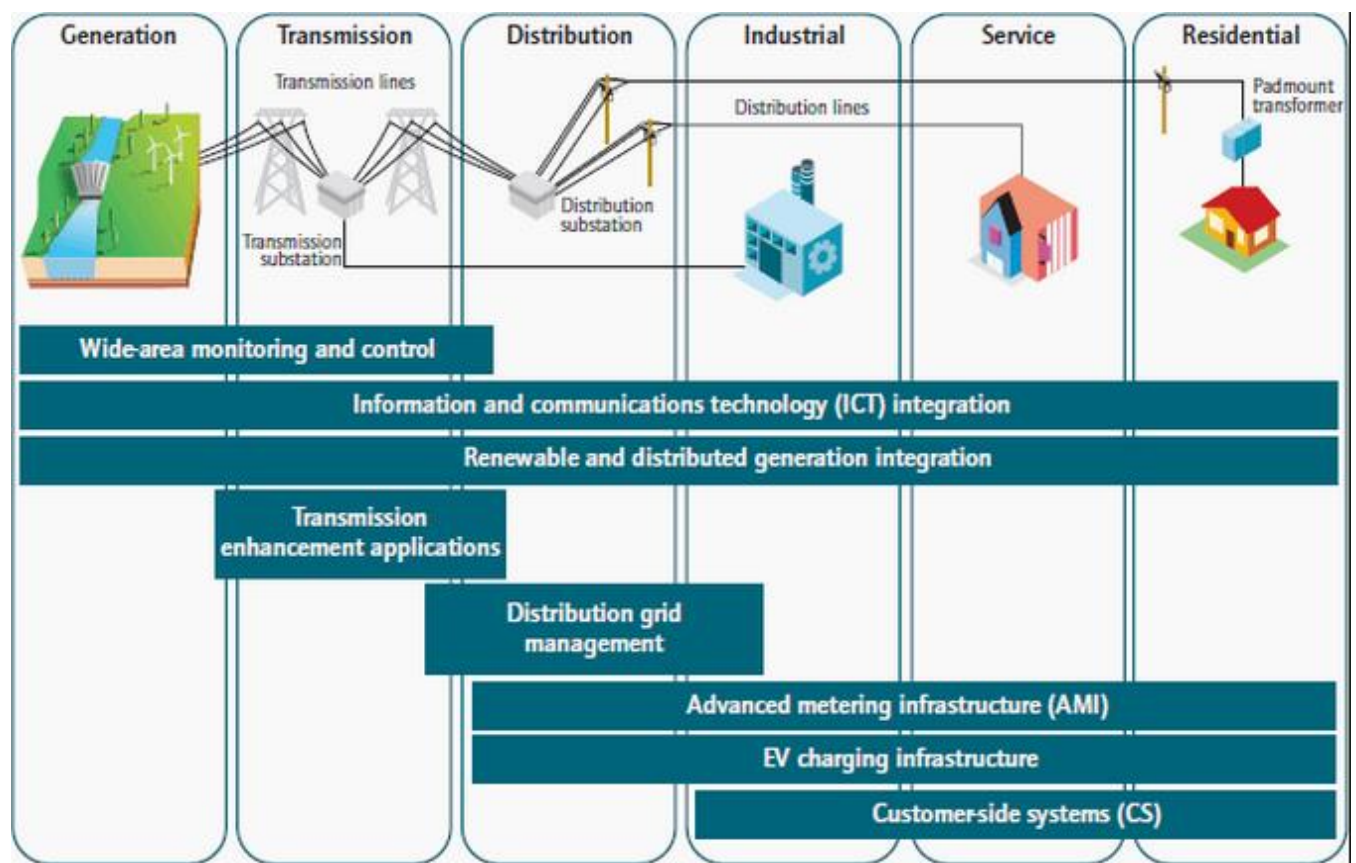 Generation
Transmission
Distribution
Industrial
Service
Residential
Transmission lines
Padmount
transformer
Distribution lines
Distribution
substation
Transmission
substation
Wide-area monitoring and control
Information and communications technology (ICT) integration
Renewable and distributed generation integration
Transmission
enhancement applications
Distribution grid
management
Advanced metering infrastructure (AMI)
EV charging infrastructure
Customer-side systems (CS)